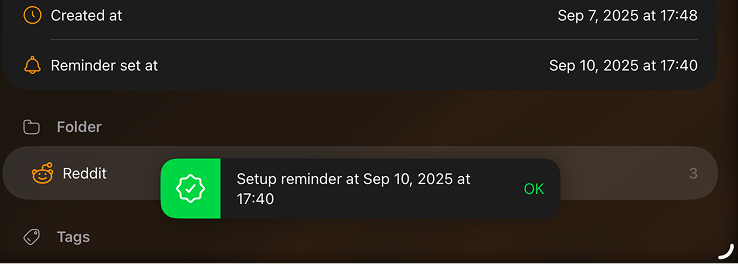 Created at Sep 7, 2025 at 17:48
Reminder set at Sep 10, 2025 at 17:40
Folder
Reddit 3
Setup reminder at Sep 10, 2025 at
17:40
OK
Tags